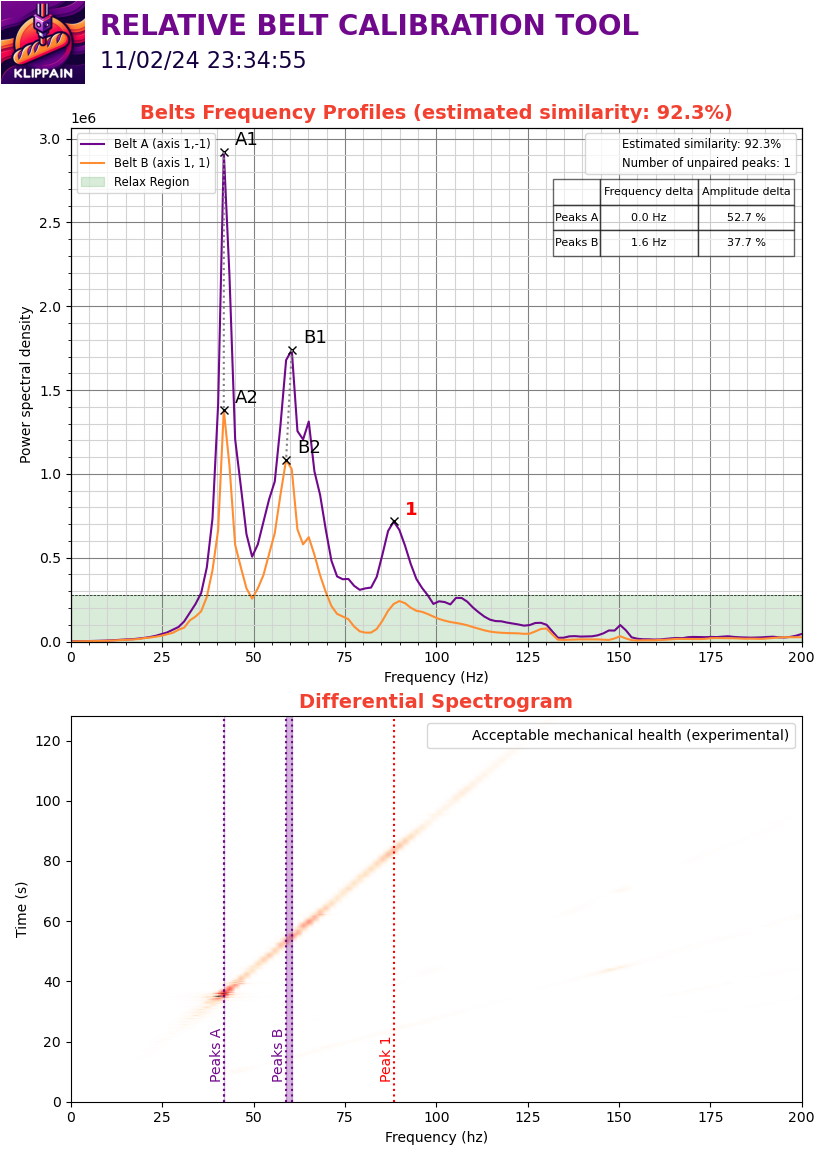 KLIPPAIN
RELATIVE BELT CALIBRATION TOOL
11/02/24 23:34:55
Belts Frequency Profiles (estimated similarity: 92.3%)
1e6
Belt A (axis 1,-1)
Belt B (axis 1, 1)
Relax Region
Estimated similarity: 92.3%
Number of unpaired peaks: 1
Frequency delta Amplitude delta
Peaks A 0.0 Hz 52.7 %
Peaks B 1.6 Hz 37.7 %
A1
B1
A2
B2
1
3.0
2.5
2.0
1.5
1.0
0.5
0.0
Power spectral density
0 25 50 75 100 125 150 175 200
Frequency (Hz)
Differential Spectrogram
Acceptable mechanical health (experimental)
120
100
80
60
40
20
0
Time (s)
Peaks A
Peaks B
Peak 1
0 25 50 75 100 125 150 175 200
Frequency (hz)